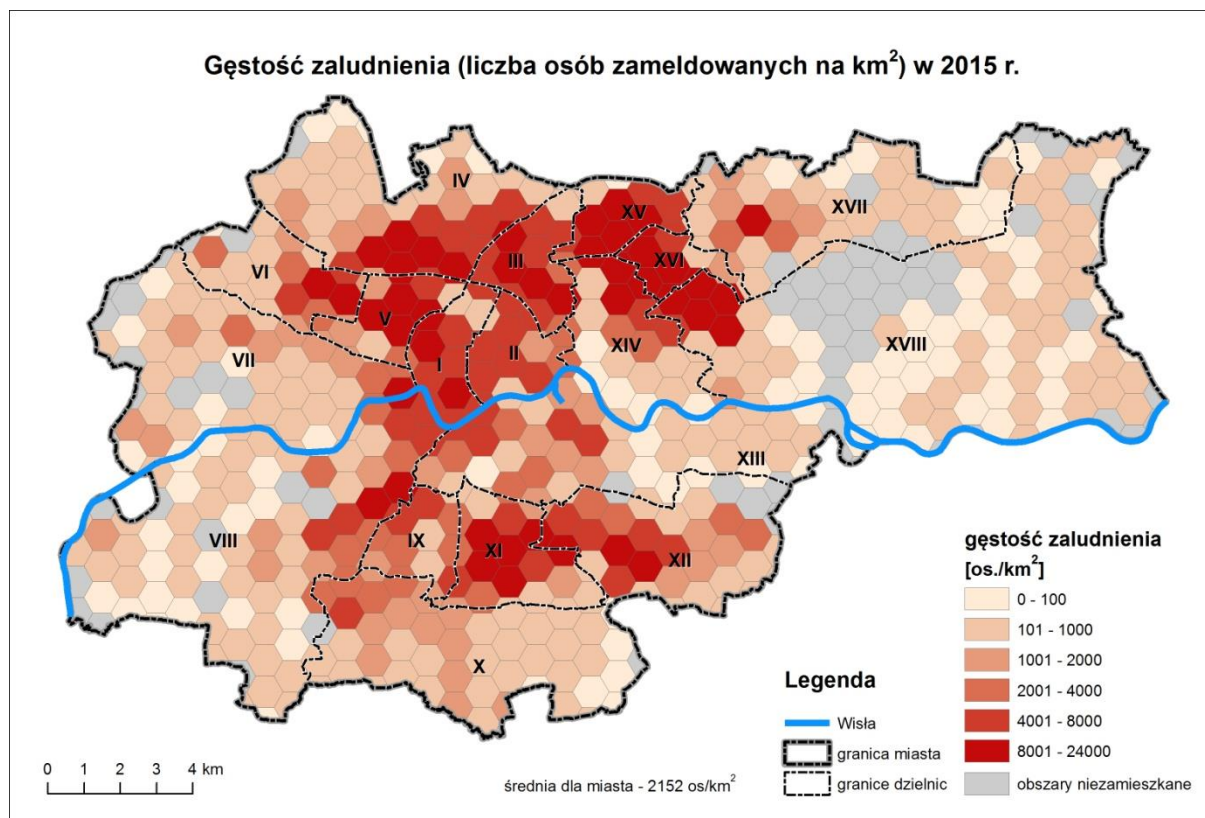 Gęstość zaludnienia (liczba osób zameldowanych na km²) w 2015 r.
IV
XV
XVII
III
XVI
VI
V
XIV
XVIII
VII
I
II
XIII
VIII
IX
XI
XII
X
gęstość zaludnienia
[os./km²]
0 - 100
101 - 1000
1001 - 2000
2001 - 4000
4001 - 8000
8001 - 24000
obszary niezamieszkane
Legenda
Wisła
granica miasta
granice dzielnic
0 1 2 3 4 km
średnia dla miasta - 2152 os/km²